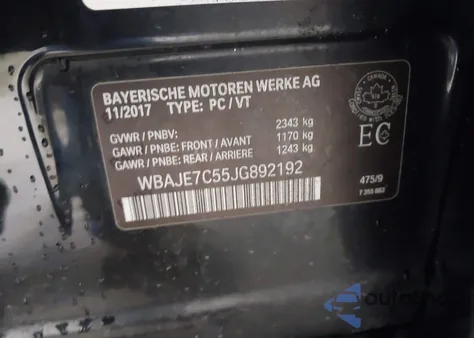 BAYERISCHE MOTOREN WERKE AG
11/2017 TYPE: PC / VT
GVWR / PNBV: 2343 kg
GAWR / PNBE: FRONT / AVANT 1170 kg
GAWR / PNBE: REAR / ARRIERE 1243 kg
WBAJE7C55JG892192
CANADA
EC
475/9